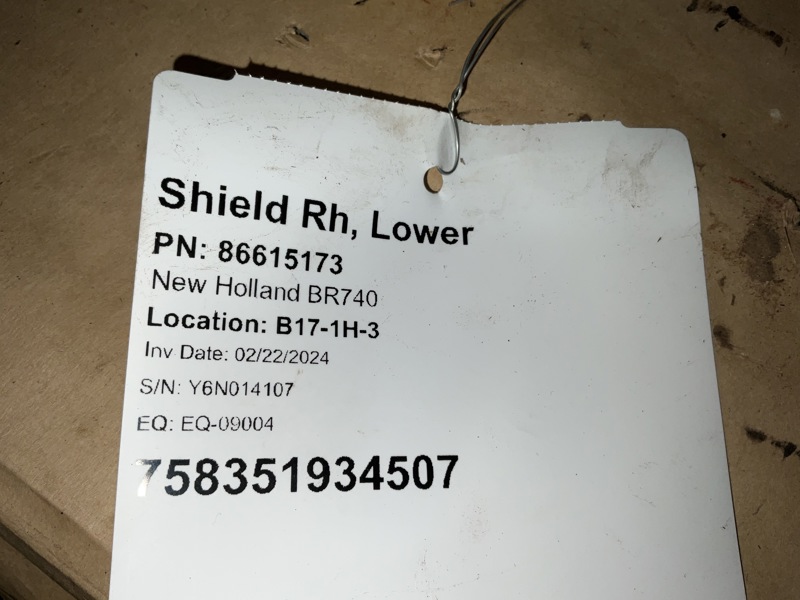 Shield Rh, Lower
PN: 86615173
New Holland BR740
Location: B17-1H-3
Inv Date: 02/22/2024
S/N: Y6N014107
EQ: EQ-09004
758351934507